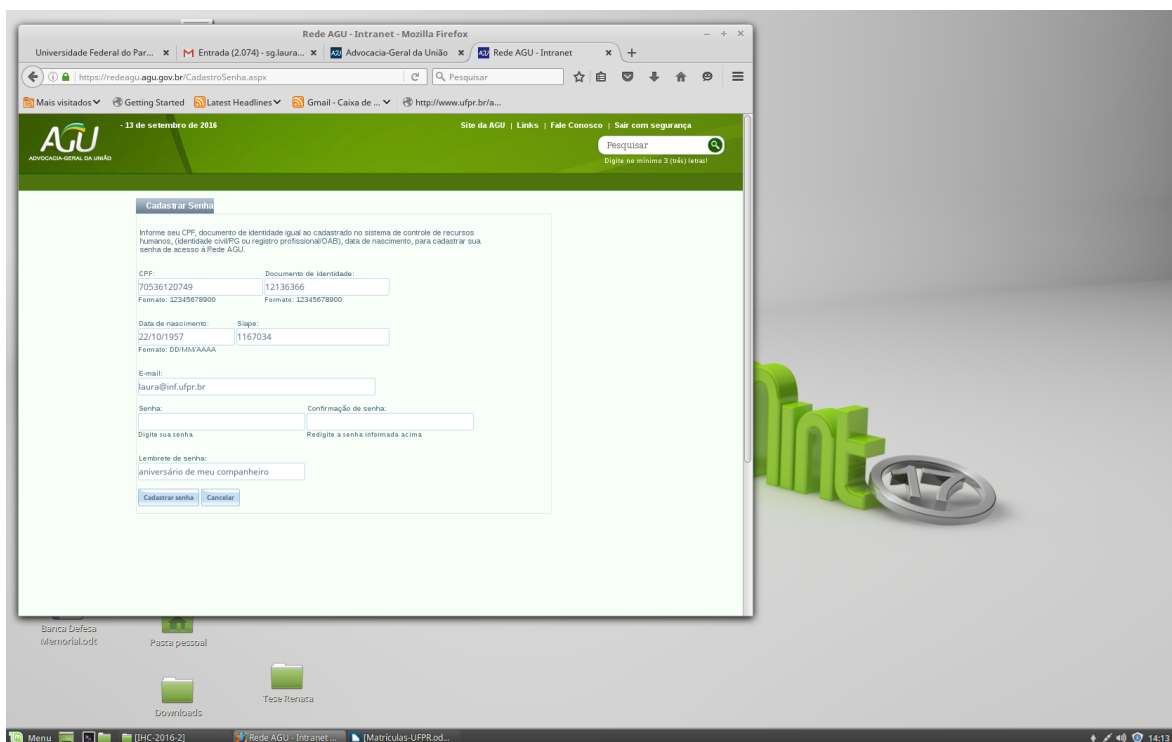 Rede AGU - Intranet - Mozilla Firefox
Universidade Federal do Par... x M Entrada (2.074) - sg.laura... x AGU Advocacia-Geral da União x AGU Rede AGU - Intranet x +
https://redeagu.agu.gov.br/CadastroSenha.aspx Pesquisar
Mais visitados Getting Started Latest Headlines Gmail - Caixa de ... http://www.ufpr.br/a...
- 13 de setembro de 2016 Site da AGU | Links | Fale Conosco | Sair com segurança
AGU
ADVOCACIA-GERAL DA UNIÃO
Pesquisar
Digite no mínimo 3 (três) letras!
Cadastrar Senha
Informe seu CPF, documento de identidade igual ao cadastrado no sistema de controle de recursos
humanos, (identidade civil/RG ou registro profissional/OAB), data de nascimento, para cadastrar sua
senha de acesso á Rede AGU.
CPF: Documento de identidade:
70536120749 12136366
Formato: 12345678900 Formato: 12345678900
Data de nascimento: Siape:
22/10/1957 1167034
Formato: DD/MM/AAAA
E-mail:
laura@inf.ufpr.br
Senha: Confirmação de senha:
Digite sua senha Redigite a senha informada acima
Lembrete de senha:
aniversário de meu companheiro
Cadastrar senha Cancelar
Mint
17
Banca Defesa
Memorial.odt
Pasta pessoal
Tese Renata
Downloads
Menu [IHC-2016-2] Rede AGU - Intranet ... [Matrículas-UFPR.od... 14:13